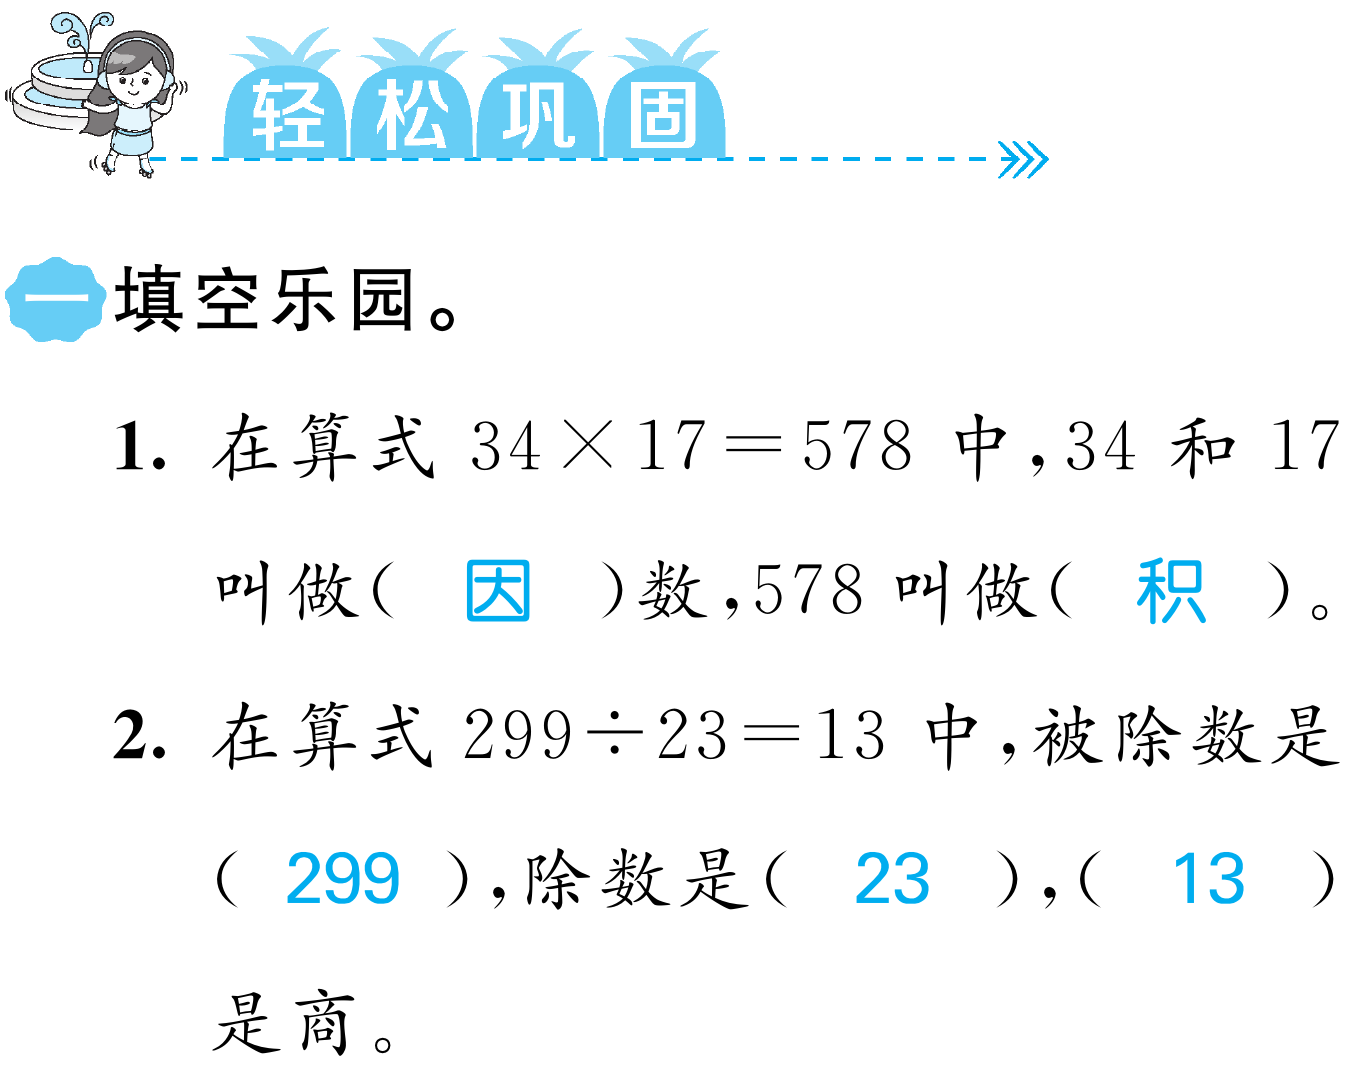 轻松巩固
一 填空乐园。
1. 在算式 34×17=578 中,34 和 17
叫做( 因 )数,578 叫做( 积 )。
2. 在算式 299÷23=13 中,被除数是
( 299 ),除数是( 23 ),( 13 )
是商。